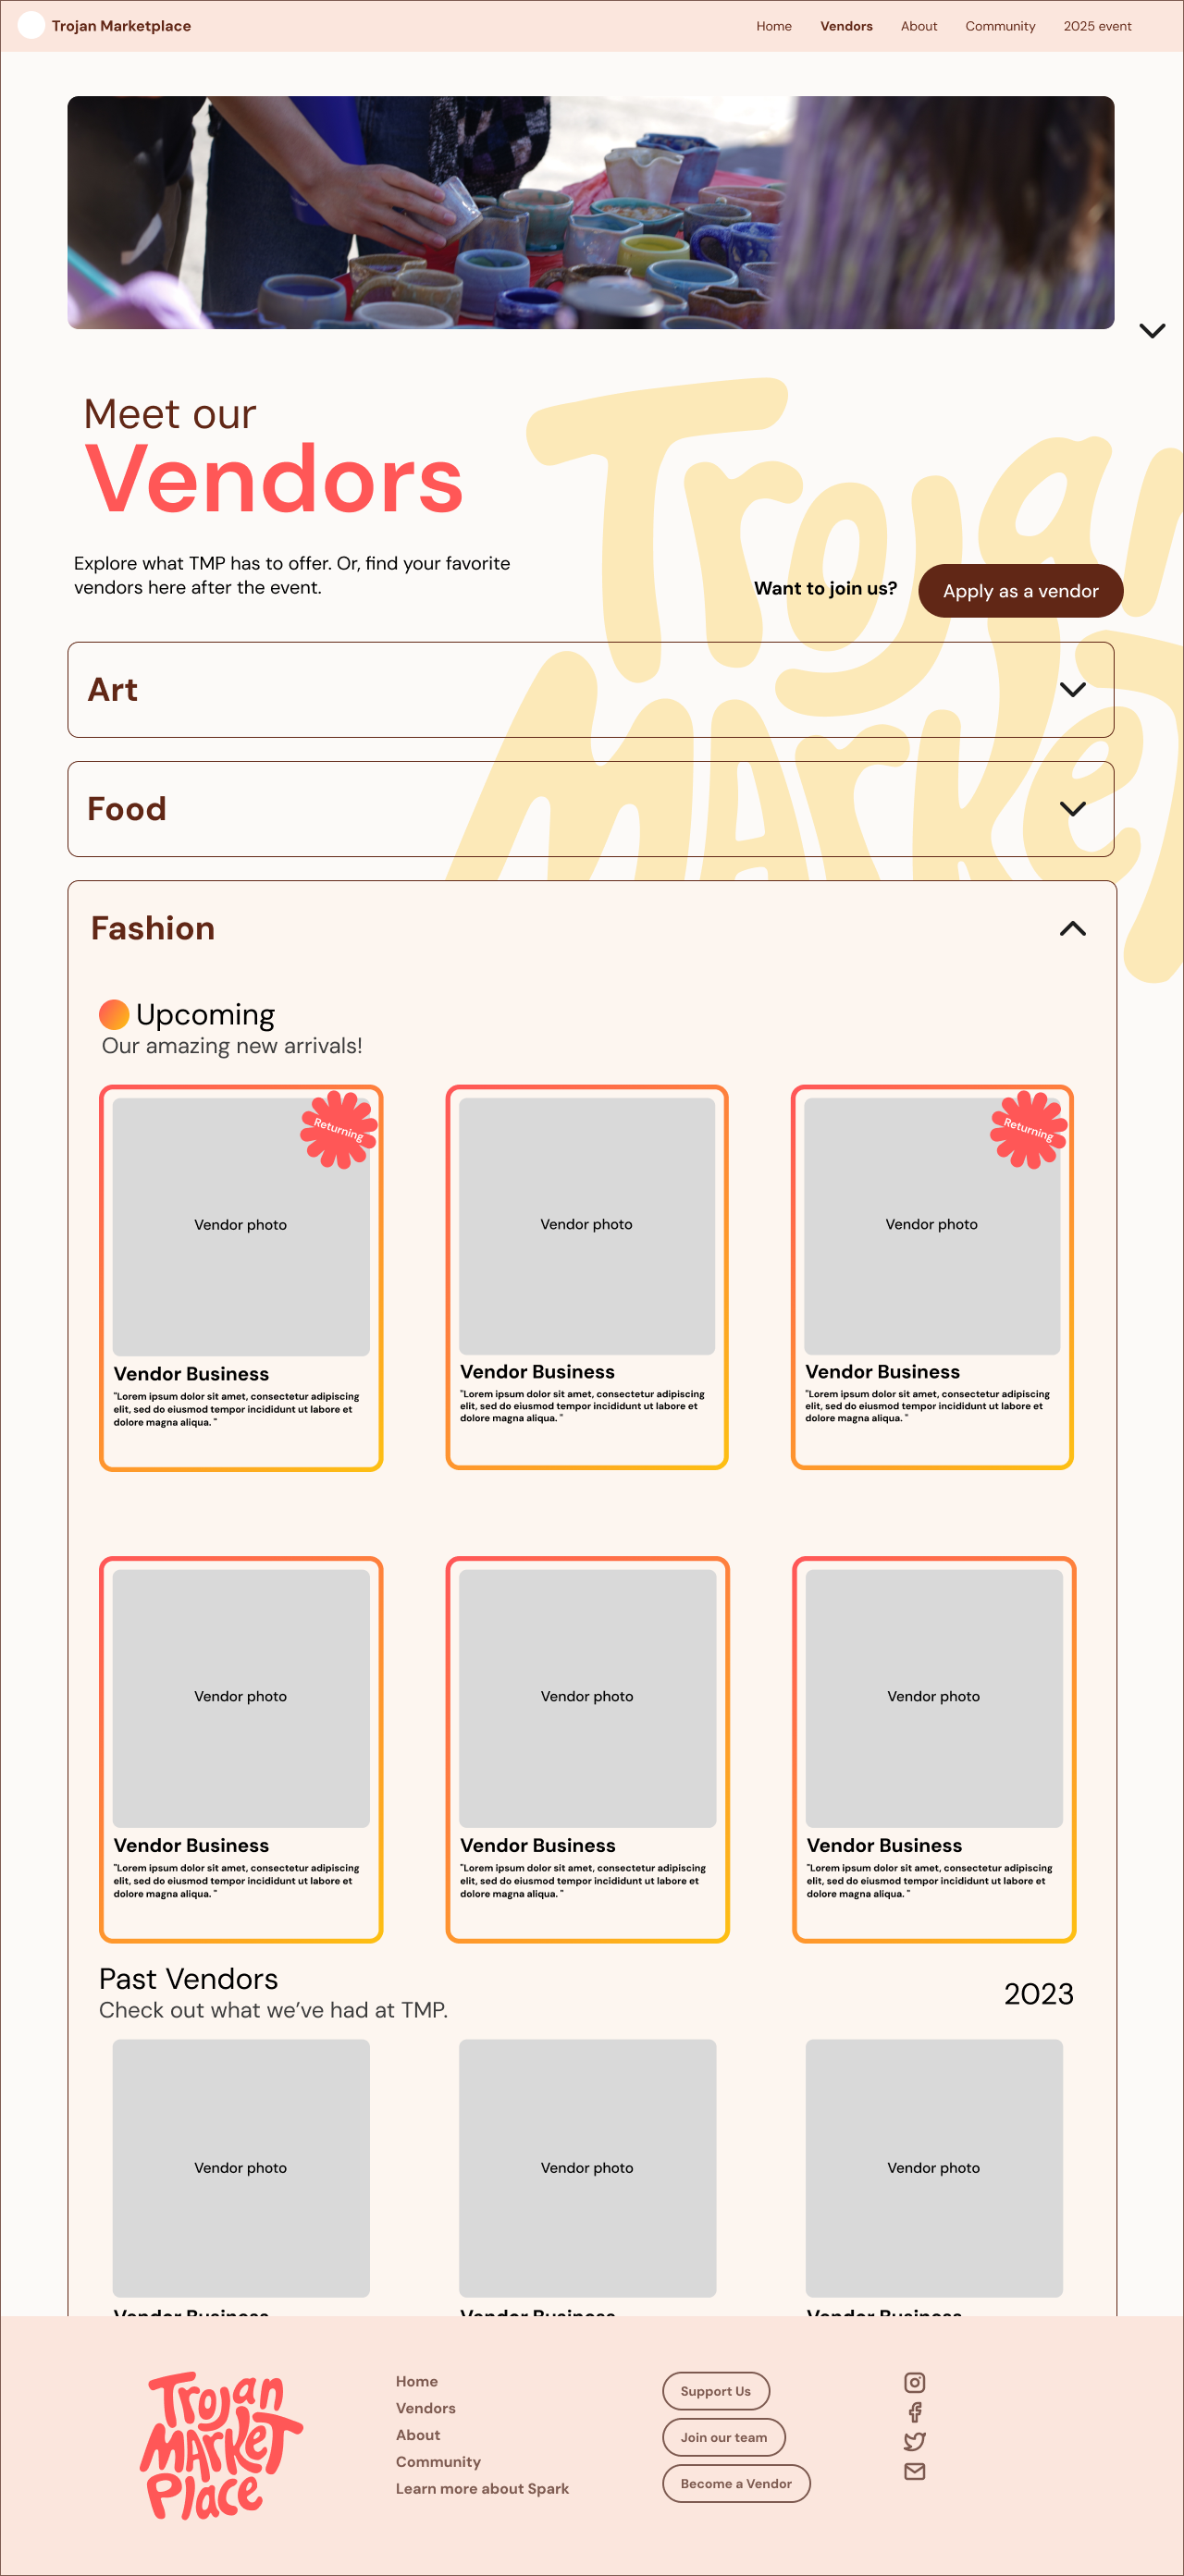 Trojan Marketplace
Home Vendors About Community 2025 event
Meet our
Vendors
Trojan
Market
Explore what TMP has to offer. Or, find your favorite
vendors here after the event.
Want to join us? Apply as a vendor
Art
Food
Fashion
Upcoming
Our amazing new arrivals!
Returning
Vendor photo
Vendor Business
"Lorem ipsum dolor sit amet, consectetur adipiscing
elit, sed do eiusmod tempor incididunt ut labore et
dolore magna aliqua. "
Vendor photo
Vendor Business
"Lorem ipsum dolor sit amet, consectetur adipiscing
elit, sed do eiusmod tempor incididunt ut labore et
dolore magna aliqua. "
Returning
Vendor photo
Vendor Business
"Lorem ipsum dolor sit amet, consectetur adipiscing
elit, sed do eiusmod tempor incididunt ut labore et
dolore magna aliqua. "
Vendor photo
Vendor Business
"Lorem ipsum dolor sit amet, consectetur adipiscing
elit, sed do eiusmod tempor incididunt ut labore et
dolore magna aliqua. "
Vendor photo
Vendor Business
"Lorem ipsum dolor sit amet, consectetur adipiscing
elit, sed do eiusmod tempor incididunt ut labore et
dolore magna aliqua. "
Vendor photo
Vendor Business
"Lorem ipsum dolor sit amet, consectetur adipiscing
elit, sed do eiusmod tempor incididunt ut labore et
dolore magna aliqua. "
Past Vendors
Check out what we've had at TMP.
2023
Vendor photo
Vendor Business
Vendor photo
Vendor Business
Vendor photo
Vendor Business
Trojan
Market
Place
Home
Vendors
About
Community
Learn more about Spark
Support Us
Join our team
Become a Vendor